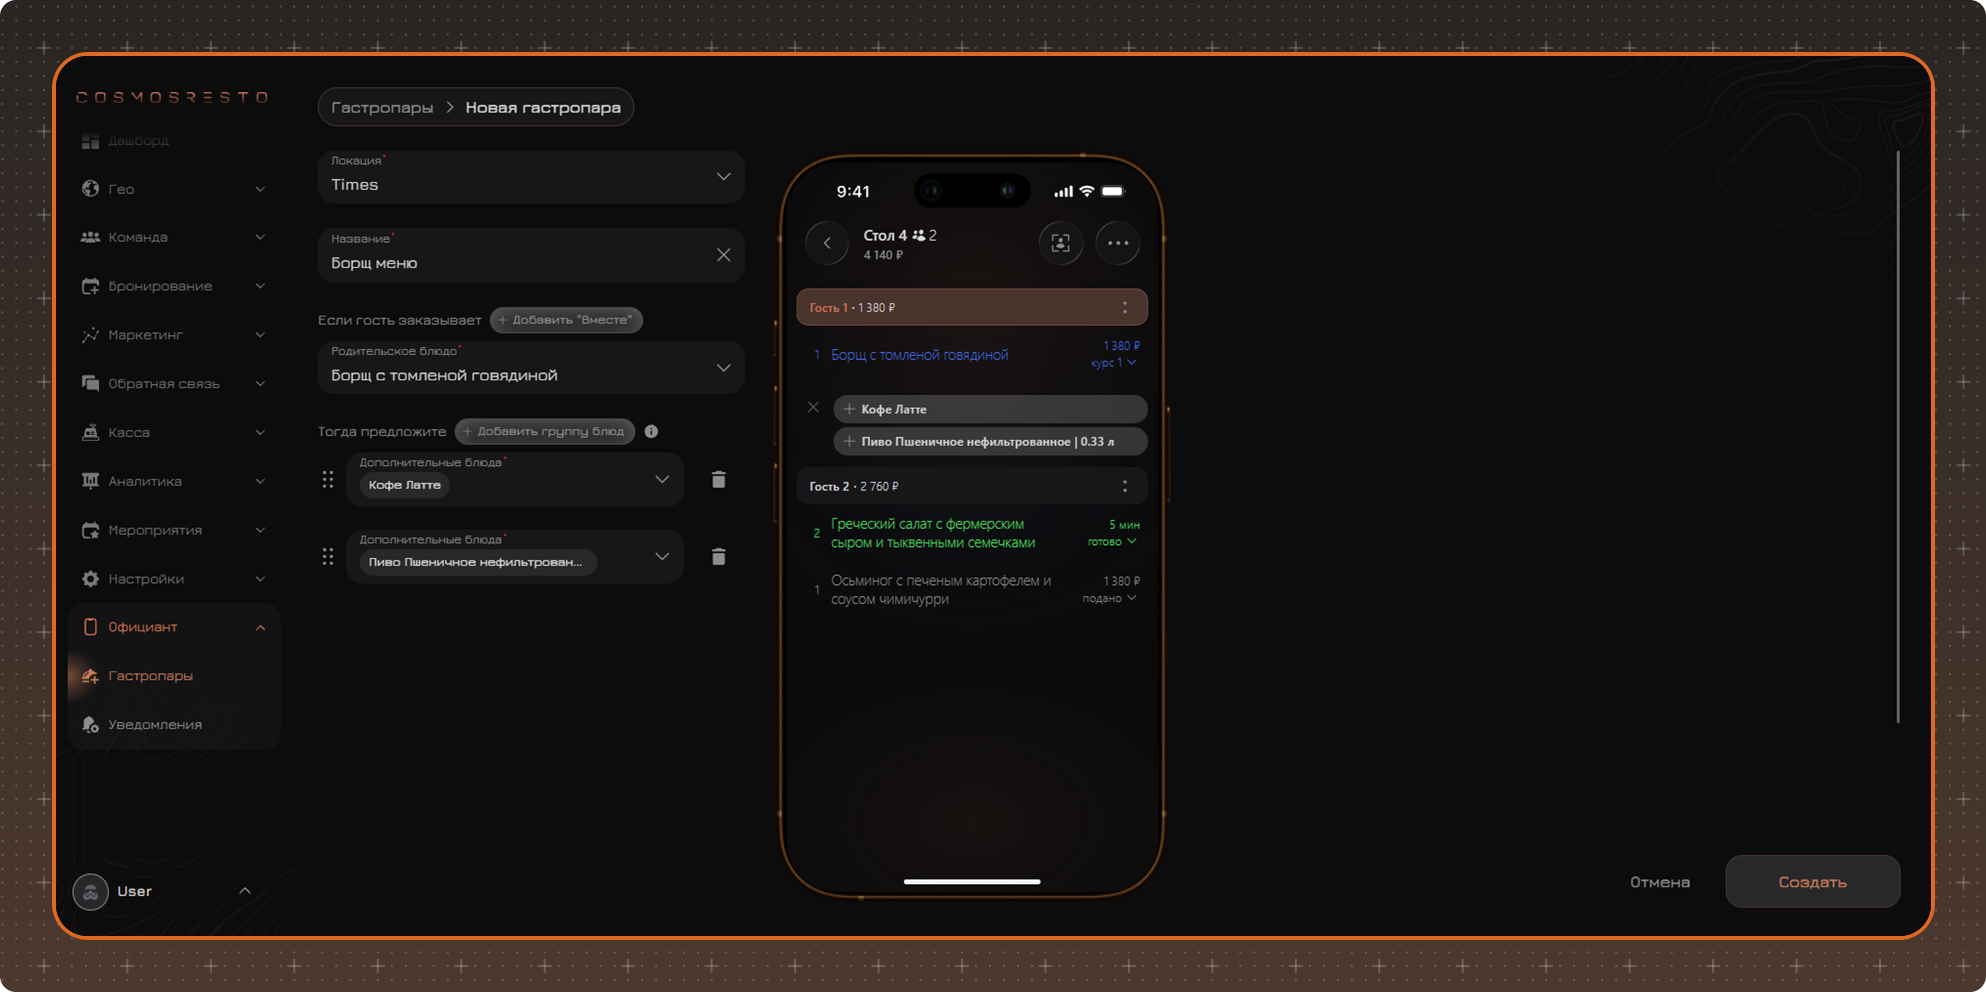 COSMOSRESTO
Дашборд
Гео
Команда
Бронирование
Маркетинг
Обратная связь
Касса
Аналитика
Мероприятия
Настройки
Официант
Гастропары
Уведомления
User
Гастропары > Новая гастропара
Локация*
Times
Название*
Борщ меню
Если гость заказывает + Добавить "Вместе"
Родительское блюдо*
Борщ с томленой говядиной
Тогда предложите + Добавить группу блюд
Дополнительные блюда*
Кофе Латте
Дополнительные блюда*
Пиво Пшеничное нефильтрован...
9:41
Стол 4 2
4 140 ₽
Гость 1 • 1 380 ₽
1 Борщ с томленой говядиной 1 380 ₽
курс 1
+ Кофе Латте
+ Пиво Пшеничное нефильтрованное | 0.33 л
Гость 2 • 2 760 ₽
2 Греческий салат с фермерским сыром и тыквенными семечками 5 мин
готово
1 Осьминог с печеным картофелем и соусом чимичурри 1 380 ₽
подано
Отмена
Создать